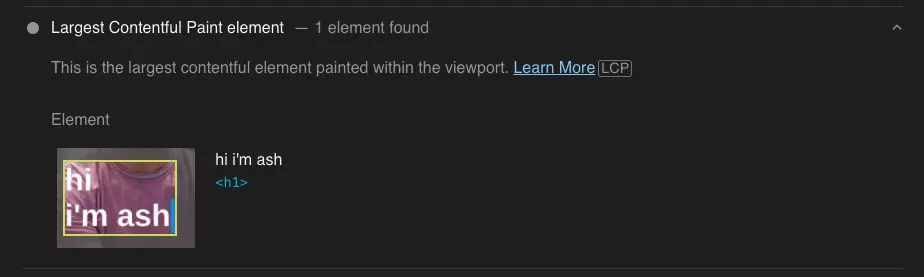 Largest Contentful Paint element — 1 element found
This is the largest contentful element painted within the viewport. Learn More LCP
Element
hi i'm ash
<h1>
hi
i'm ash